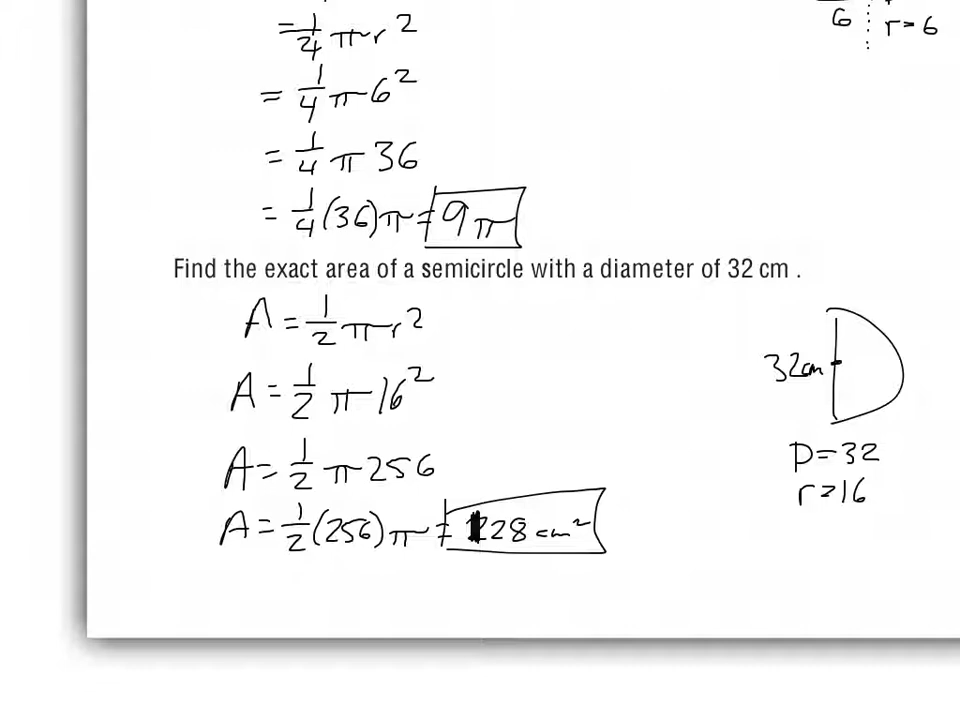 = 1/4 πr²
6 r=6
= 1/4 π6²
= 1/4 π 36
= 1/4 (36)π = 9π
Find the exact area of a semicircle with a diameter of 32 cm .
A = 1/2 πr²
A = 1/2 π16²
32cm
A = 1/2 π256
D=32
r=16
A = 1/2 (256)π = 128 cm²